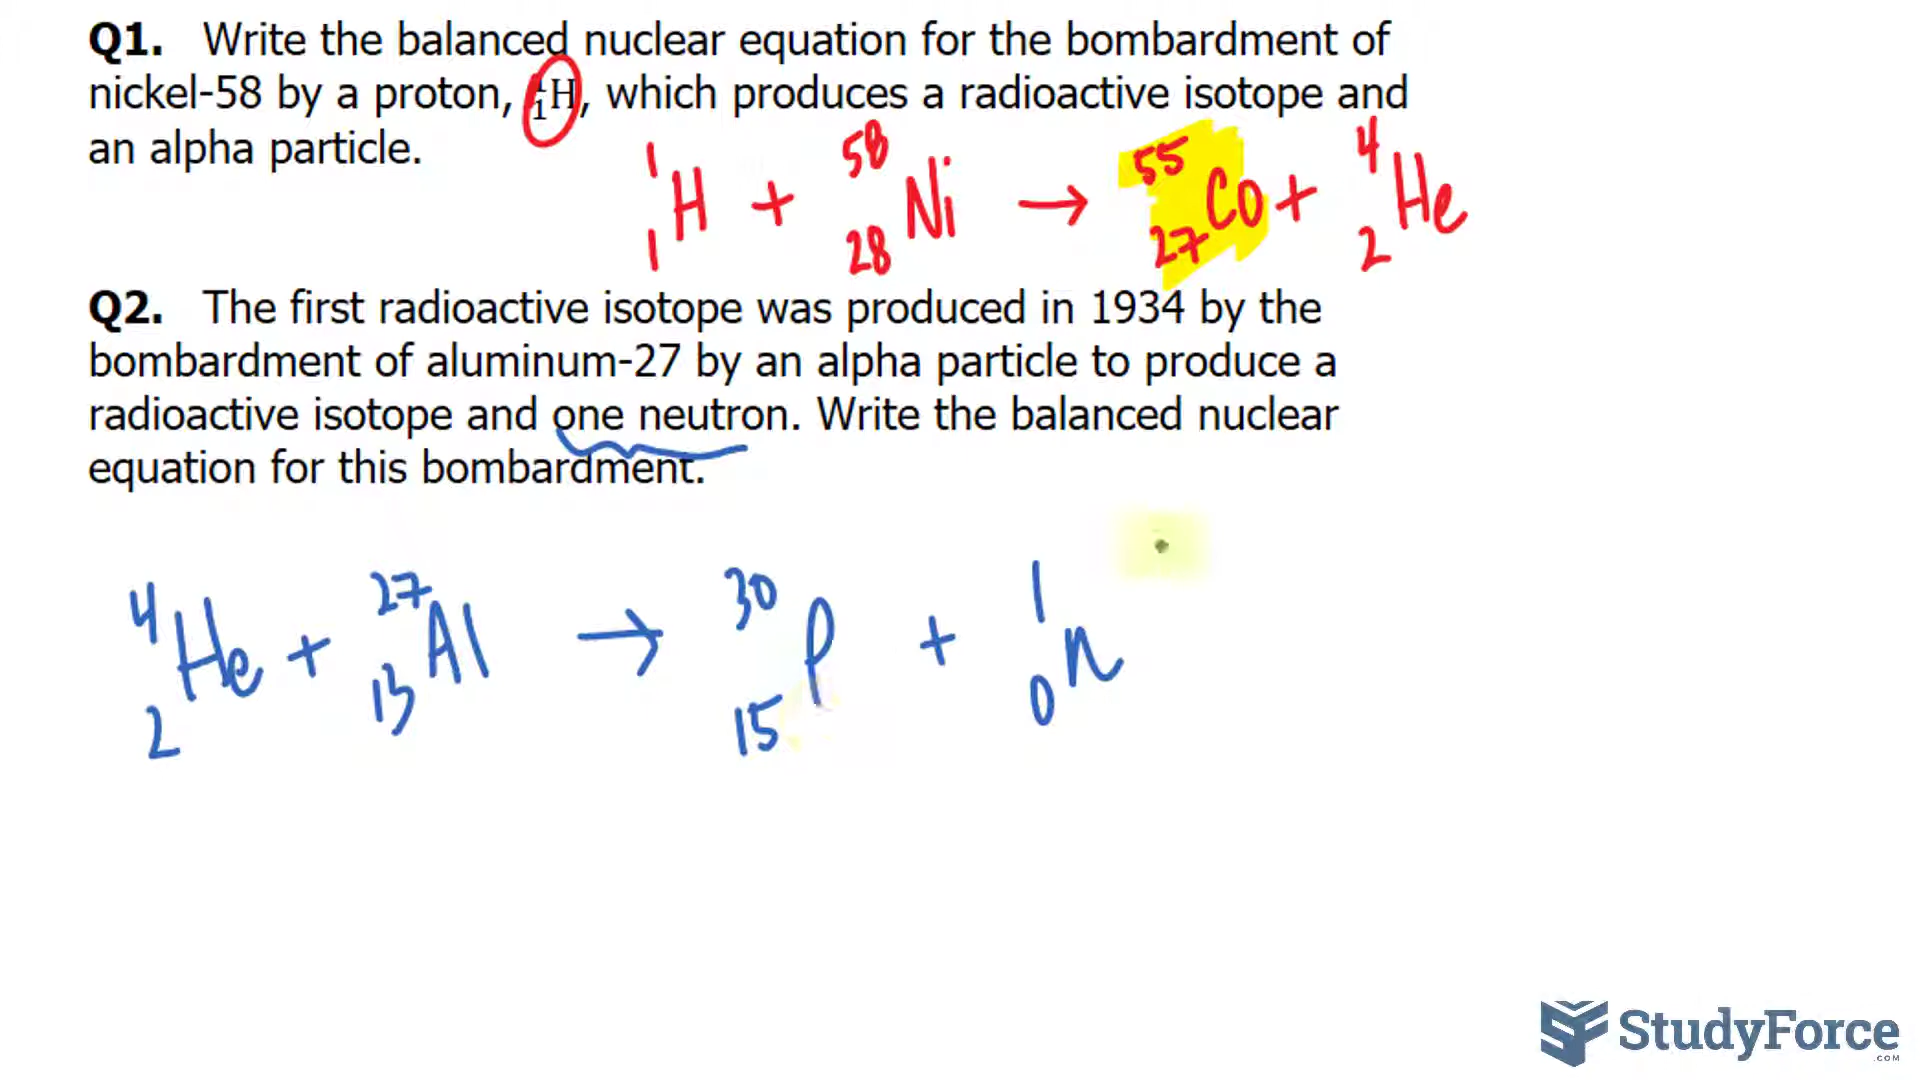 Q1. Write the balanced nuclear equation for the bombardment of
nickel-58 by a proton, ¹₁H, which produces a radioactive isotope and
an alpha particle.
¹₁H + ⁵⁸₂₈Ni → ⁵⁵₂₇Co + ⁴₂He
Q2. The first radioactive isotope was produced in 1934 by the
bombardment of aluminum-27 by an alpha particle to produce a
radioactive isotope and one neutron. Write the balanced nuclear
equation for this bombardment.
⁴₂He + ²⁷₁₃Al → ³⁰₁₅P + ¹₀n
StudyForce
.COM